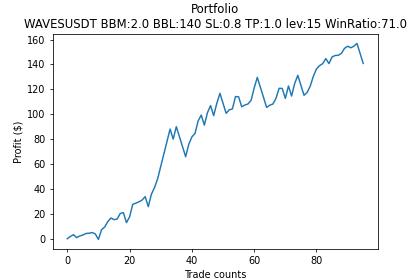 Portfolio
WAVESUSDT BBM:2.0 BBL:140 SL:0.8 TP:1.0 lev:15 WinRatio:71.0
160
140
120
100
80
60
40
20
0
Profit ($)
0 20 40 60 80
Trade counts